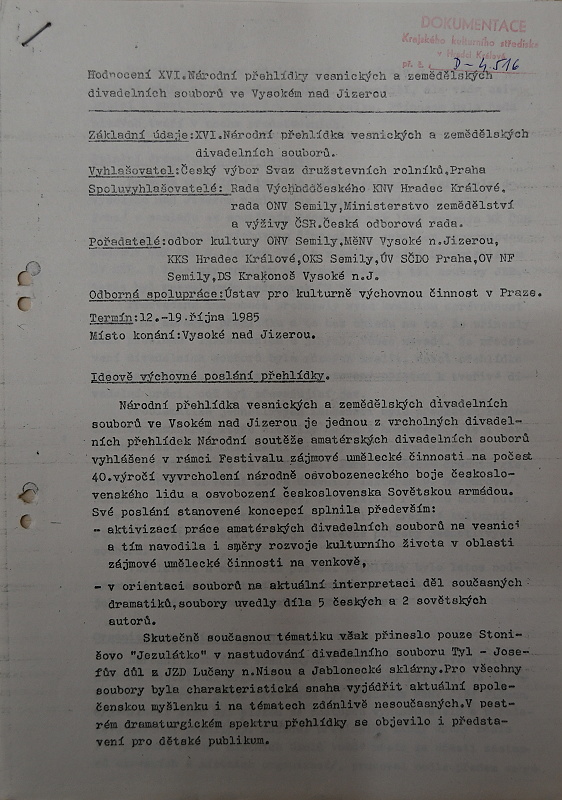 DOKUMENTACE
Krajského kulturního střediska
v Hradci Králové
př. č. D-4516
Hodnocení XVI.Národní přehlídky vesnických a zemědělských
divadelních souborů ve Vysokém nad Jizerou
Základní údaje:XVI.Národní přehlídka vesnických a zemědělských
divadelních souborů.
Vyhlašovatel:Český výbor Svaz družstevních rolníků,Praha
Spoluvyhlašovatelé: Rada Východočeského KNV Hradec Králové,
rada ONV Semily,Ministerstvo zemědělství
a výživy ČSR.Česká odborová rada.
Pořadatelé:odbor kultury ONV Semily,MěNV Vysoké n.Jizerou,
KKS Hradec Králové,OKS Semily,ÚV SČDO Praha,OV NF
Semily,DS Krakonoš Vysoké n.J.
Odborná spolupráce:Ústav pro kulturně výchovnou činnost v Praze.
Termín:12.-19.října 1985
Místo konání:Vysoké nad Jizerou.
Ideově výchovné poslání přehlídky.
Národní přehlídka vesnických a zemědělských divadelních
souborů ve Vsokém nad Jizerou je jednou z vrcholných divadel-
ních přehlídek Národní soutěže amatérských divadelních souborů
vyhlášené v rámci Festivalu zájmové umělecké činnosti na počest
40.výročí vyvrcholení národně osvobozeneckého boje českoslo-
venského lidu a osvobození československa Sovětskou armádou.
Své poslání stanovené koncepcí splnila především:
- aktivizací práce amatérských divadelních souborů na vesnici
a tím navodila i směry rozvoje kulturního života v oblasti
zájmové umělecké činnosti na venkově,
- v orientaci souborů na aktuální interpretaci děl současných
dramatiků,soubory uvedly díla 5 českých a 2 sovětských
autorů.
Skutečně současnou tématiku však přineslo pouze Stoni-
šovo "Jezulátko" v nastudování divadelního souboru Tyl - Jose-
fův důl z JZD Lučany n.Nisou a Jablonecké sklárny.Pro všechny
soubory byla charakteristická snaha vyjádřit aktuální spole-
čenskou myšlenku i na tématech zdánlivě nesoučasných.V pest-
rém dramaturgickém spektru přehlídky se objevilo i předsta-
vení pro dětské publikum.